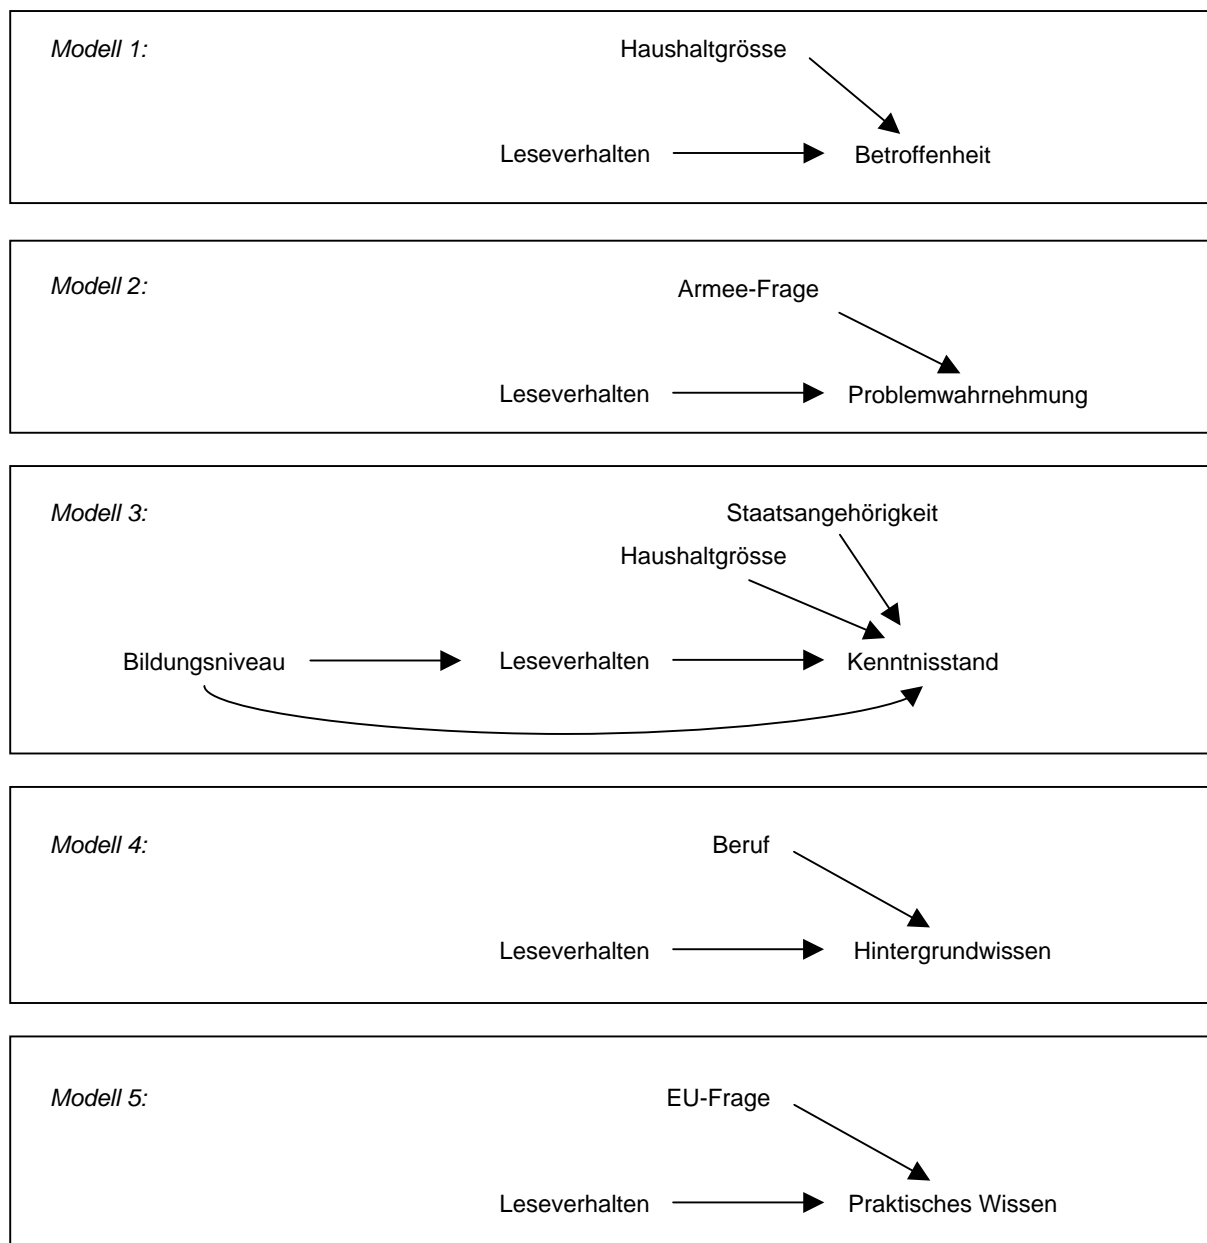 Modell 1:
Haushaltgrösse
Leseverhalten
Betroffenheit
Modell 2:
Armee-Frage
Leseverhalten
Problemwahrnehmung
Modell 3:
Staatsangehörigkeit
Haushaltgrösse
Bildungsniveau
Leseverhalten
Kenntnisstand
Modell 4:
Beruf
Leseverhalten
Hintergrundwissen
Modell 5:
EU-Frage
Leseverhalten
Praktisches Wissen